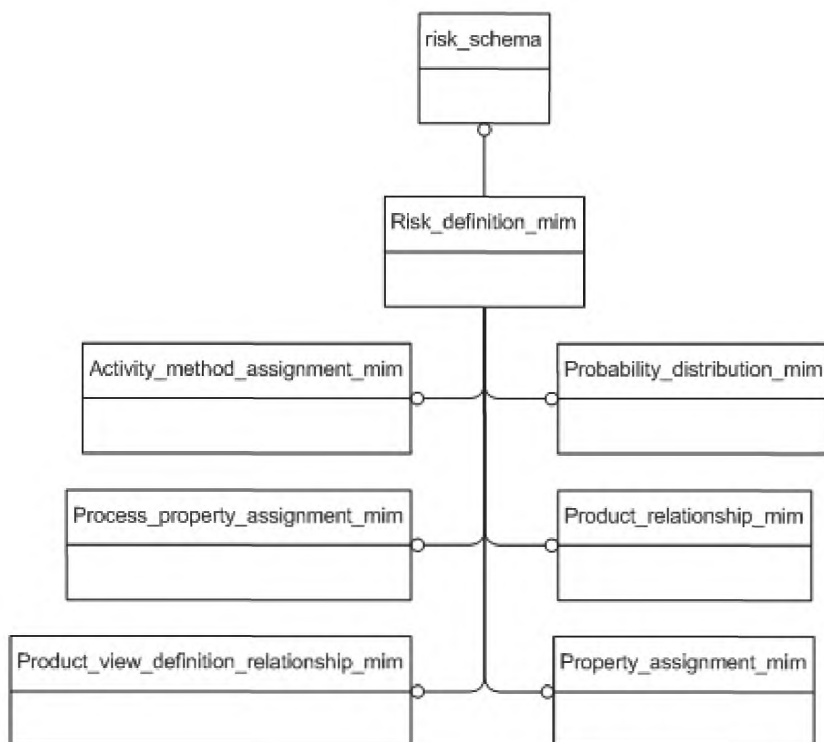 risk_schema
Risk_definition_mim
Activity_method_assignment_mim
Probability_distribution_mim
Process_property_assignment_mim
Product_relationship_mim
Product_view_definition_relationship_mim
Property_assignment_mim